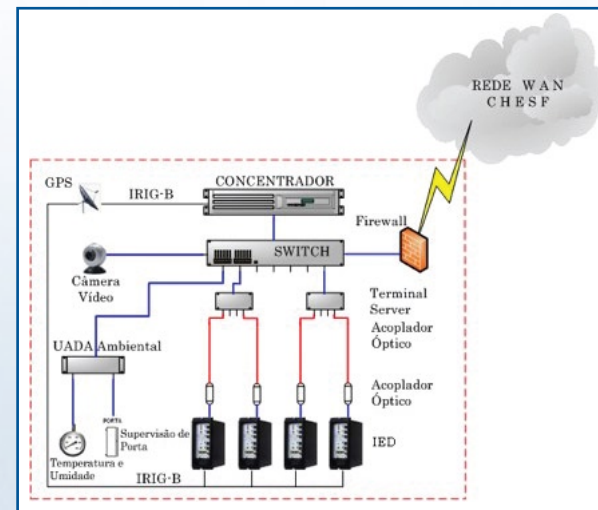 REDE WAN
CHESF
GPS
IRIG-B
CONCENTRADOR
Firewall
SWITCH
Câmera
Vídeo
Terminal
Server
Acoplador
Óptico
UADA Ambiental
Acoplador
Óptico
PORTA
Supervisão de
Porta
IED
Temperatura e
Umidade
IRIG-B